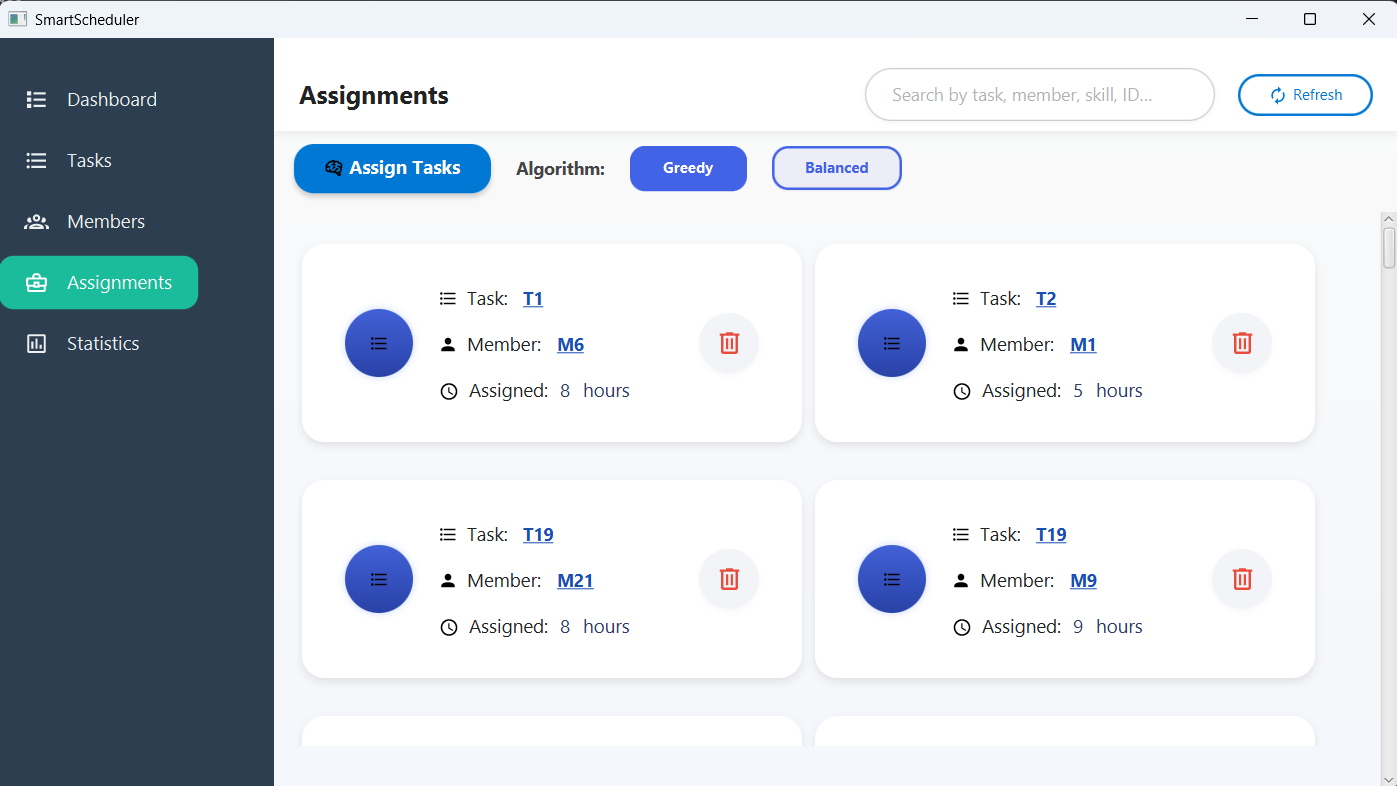 SmartScheduler
Dashboard
Tasks
Members
Assignments
Statistics
Assignments
Search by task, member, skill, ID...
Refresh
Assign Tasks
Algorithm:
Greedy
Balanced
Task: T1
Member: M6
Assigned: 8 hours
Task: T2
Member: M1
Assigned: 5 hours
Task: T19
Member: M21
Assigned: 8 hours
Task: T19
Member: M9
Assigned: 9 hours